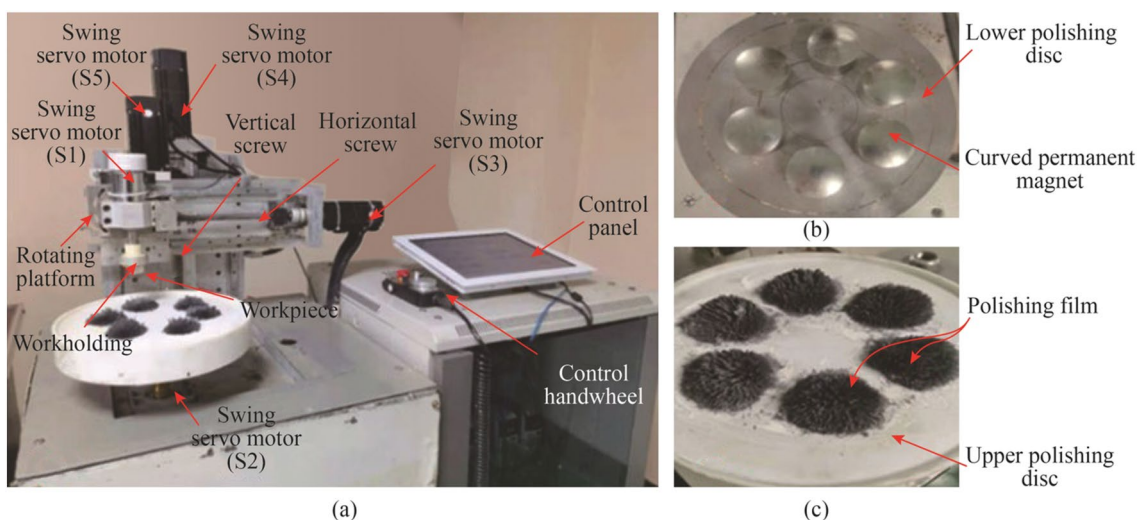 Swing
servo motor
(S5)
Swing
servo motor
(S4)
Swing
servo motor
(S1)
Vertical
screw
Horizontal
screw
Swing
servo motor
(S3)
Control
panel
Rotating
platform
Workpiece
Workholding
Control
handwheel
Swing
servo motor
(S2)
(a)
Lower polishing
disc
Curved permanent
magnet
(b)
Polishing film
Upper polishing
disc
(c)